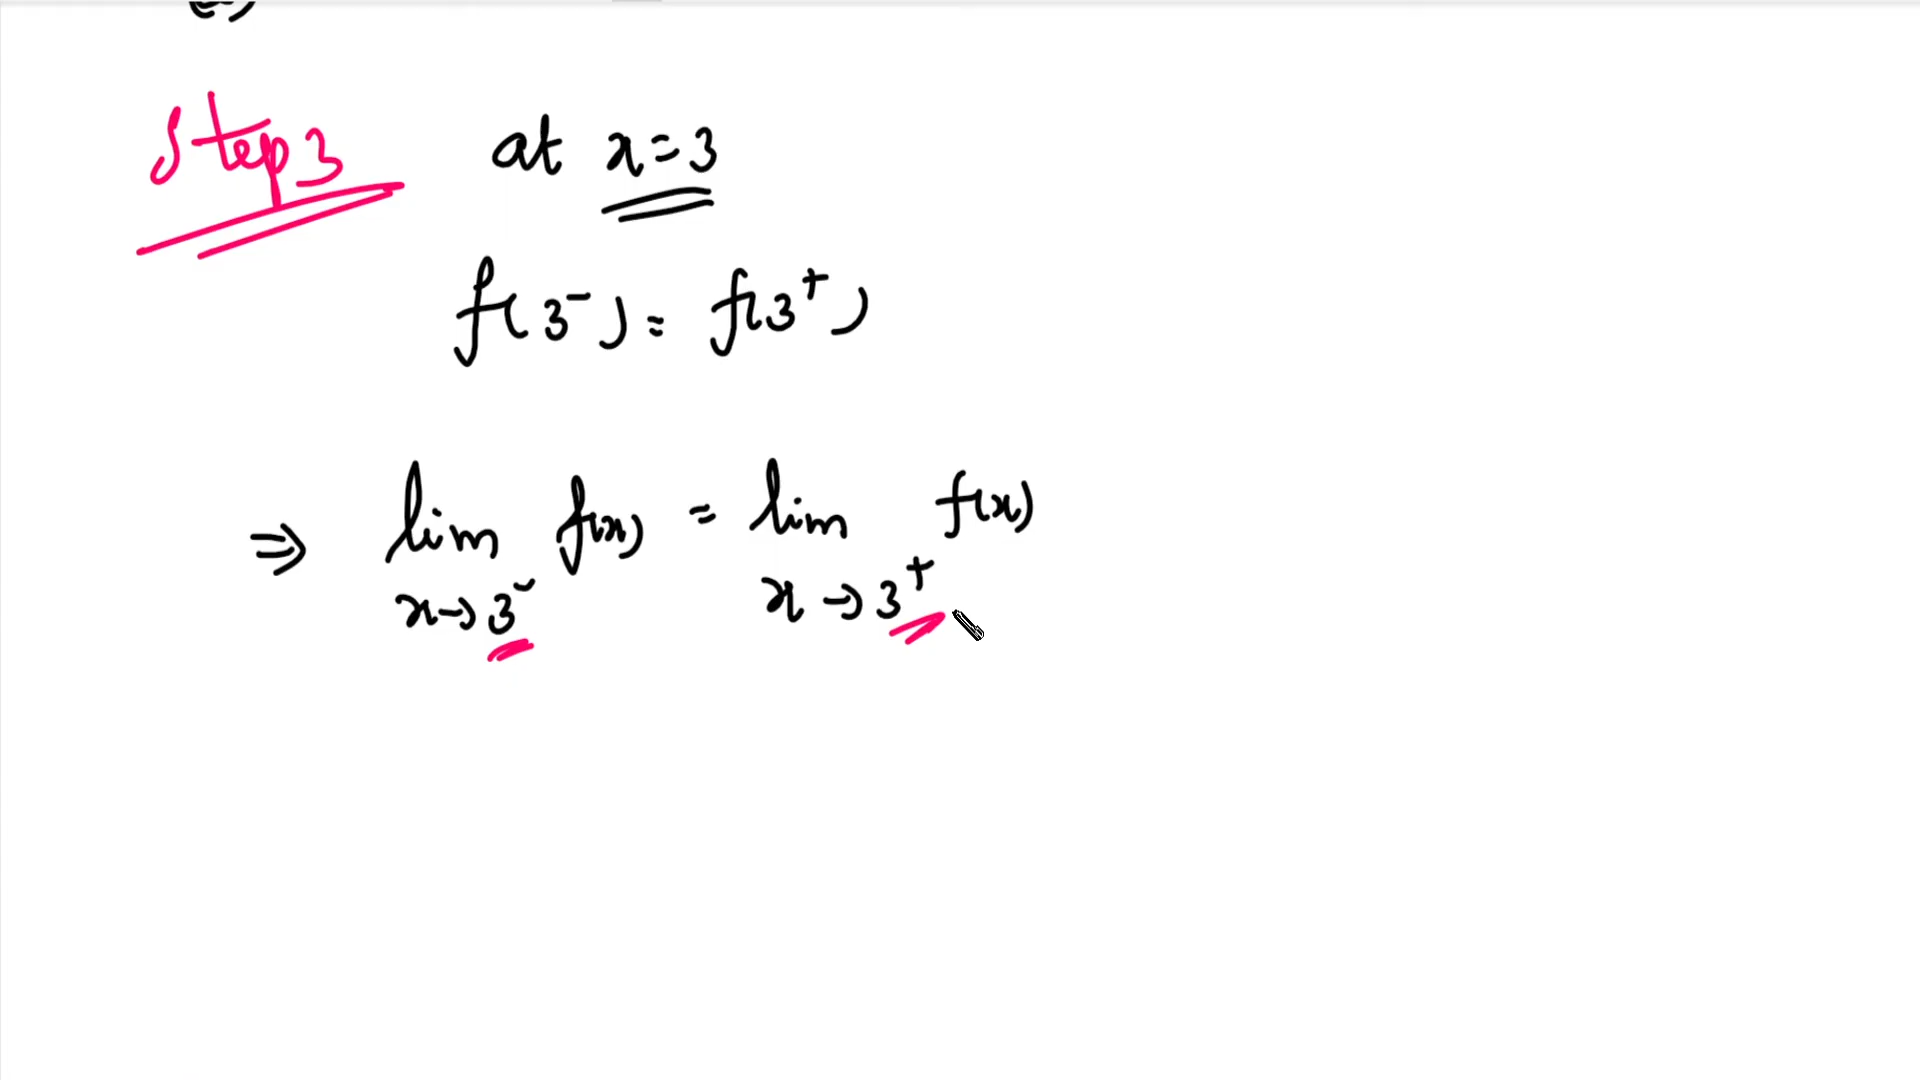 Step 3 at x=3
f(3⁻) = f(3⁺)
⇒ lim f(x) = lim f(x)
x→3⁻ x→3⁺